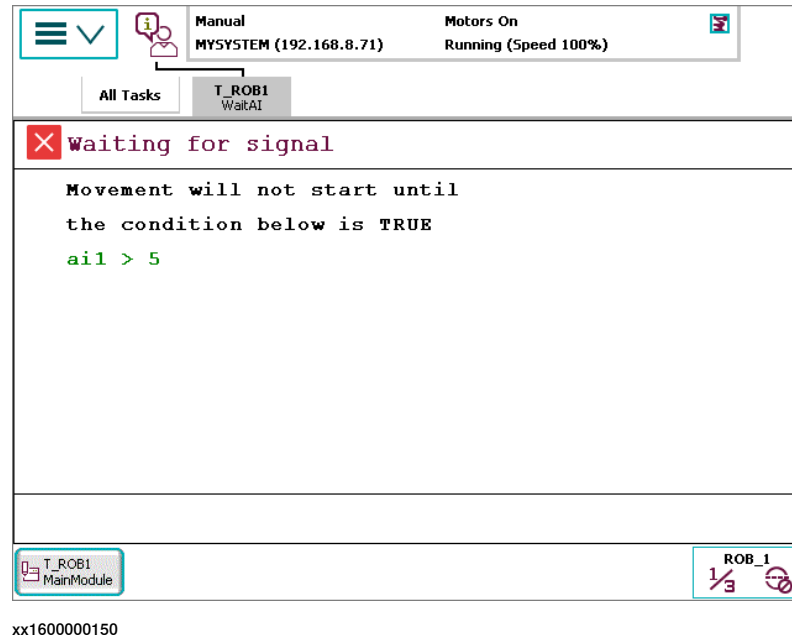 Manual
MYSYSTEM (192.168.8.71)
Motors On
Running (Speed 100%)
All Tasks
T_ROB1
WaitAI
Waiting for signal
Movement will not start until
the condition below is TRUE
ai1 > 5
T_ROB1
MainModule
ROB_1
1/3
xx1600000150